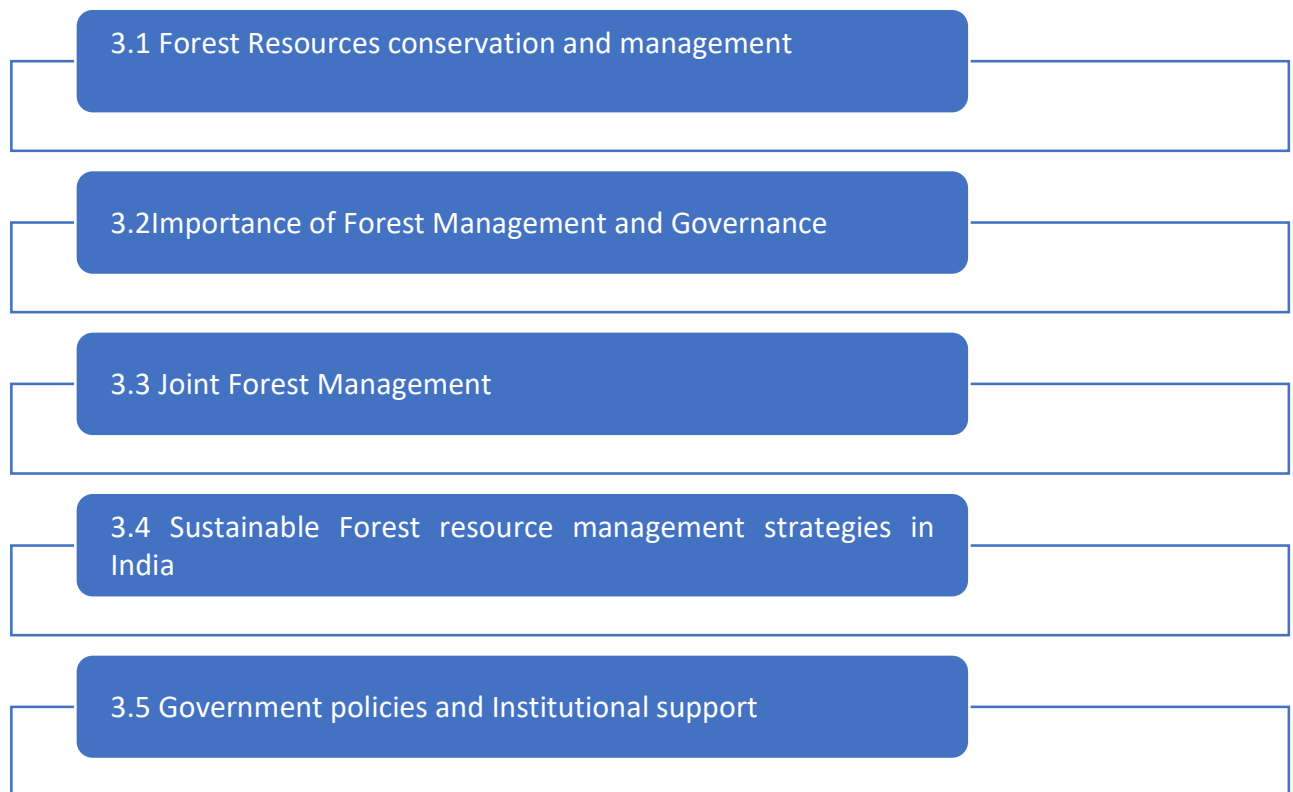 3.1 Forest Resources conservation and management
3.2Importance of Forest Management and Governance
3.3 Joint Forest Management
3.4 Sustainable Forest resource management strategies in
India
3.5 Government policies and Institutional support